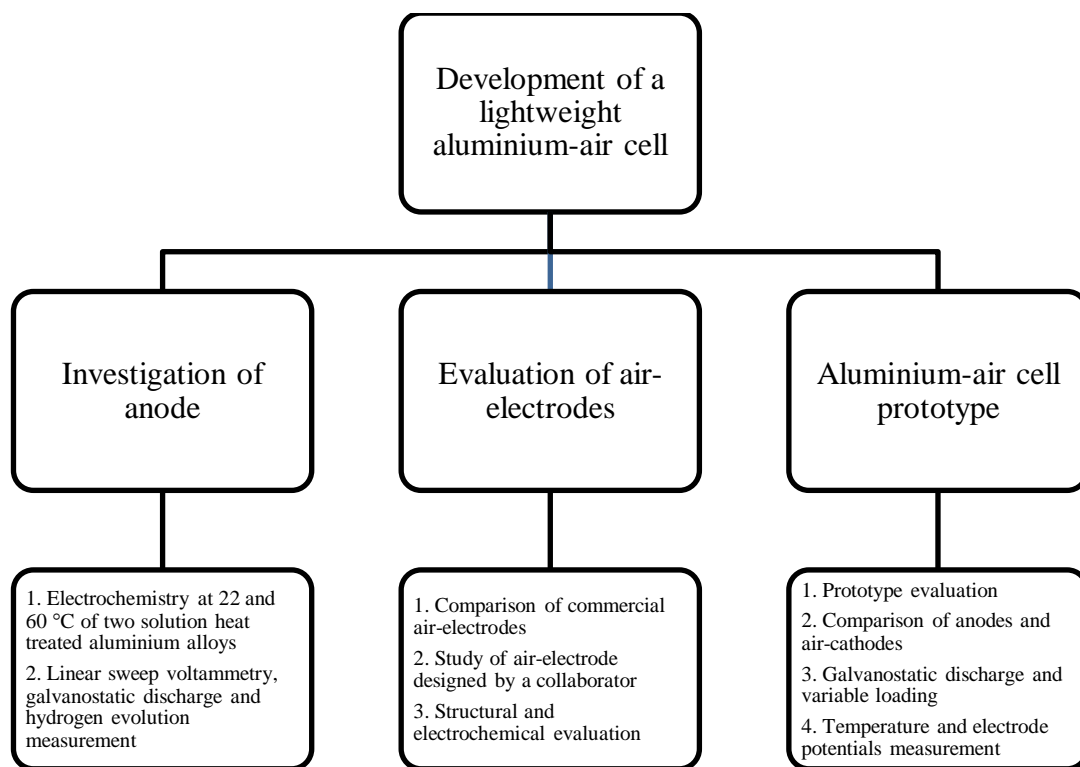 Development of a
lightweight
aluminium-air cell
Investigation of
anode
Evaluation of air-
electrodes
Aluminium-air cell
prototype
1. Electrochemistry at 22 and
60 °C of two solution heat
treated aluminium alloys
2. Linear sweep voltammetry,
galvanostatic discharge and
hydrogen evolution
measurement
1. Comparison of commercial
air-electrodes
2. Study of air-electrode
designed by a collaborator
3. Structural and
electrochemical evaluation
1. Prototype evaluation
2. Comparison of anodes and
air-cathodes
3. Galvanostatic discharge and
variable loading
4. Temperature and electrode
potentials measurement